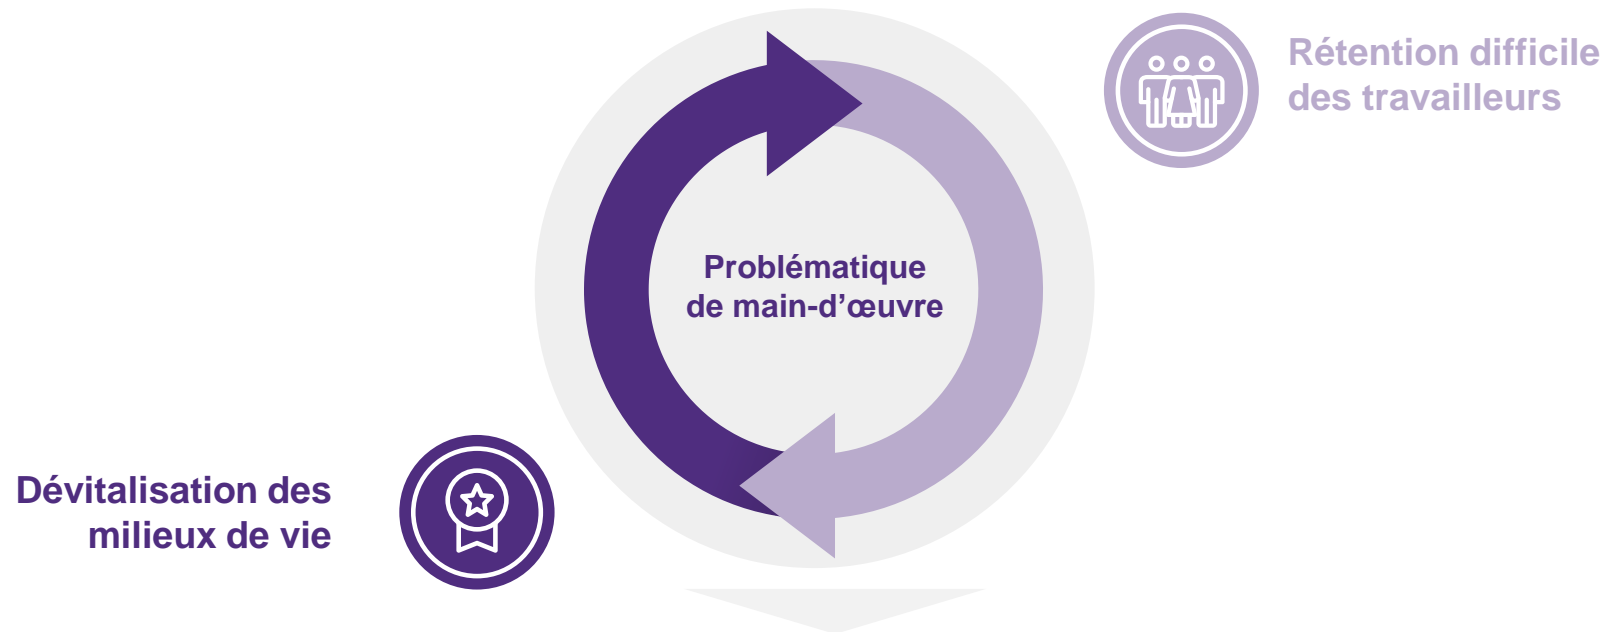 Rétention difficile
des travailleurs
Problématique
de main-d’œuvre
Dévitalisation des
milieux de vie